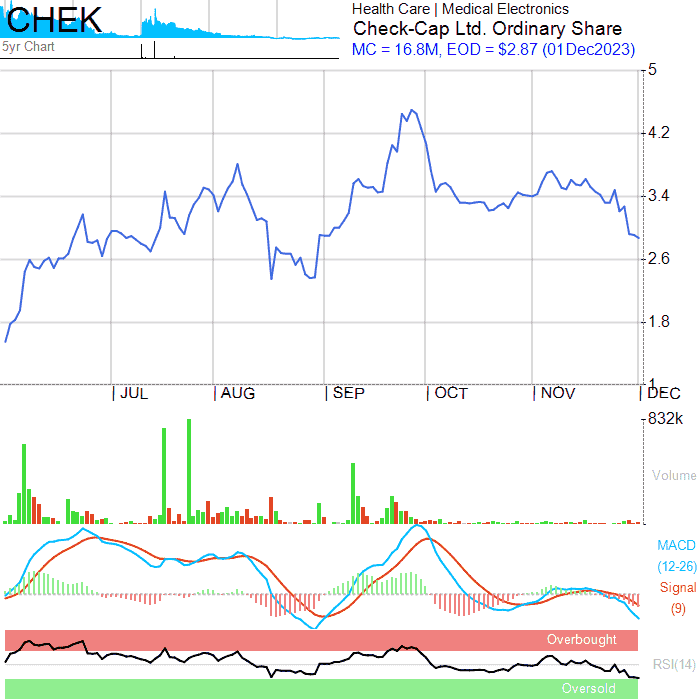 CHEK
5yr Chart
Health Care | Medical Electronics
Check-Cap Ltd. Ordinary Share
MC = 16.8M, EOD = $2.87 (01Dec2023)
5
4.2
3.4
2.6
1.8
1
JUL
AUG
SEP
OCT
NOV
DEC
832k
Volume
MACD
(12-26)
Signal
(9)
Overbought
RSI(14)
Oversold